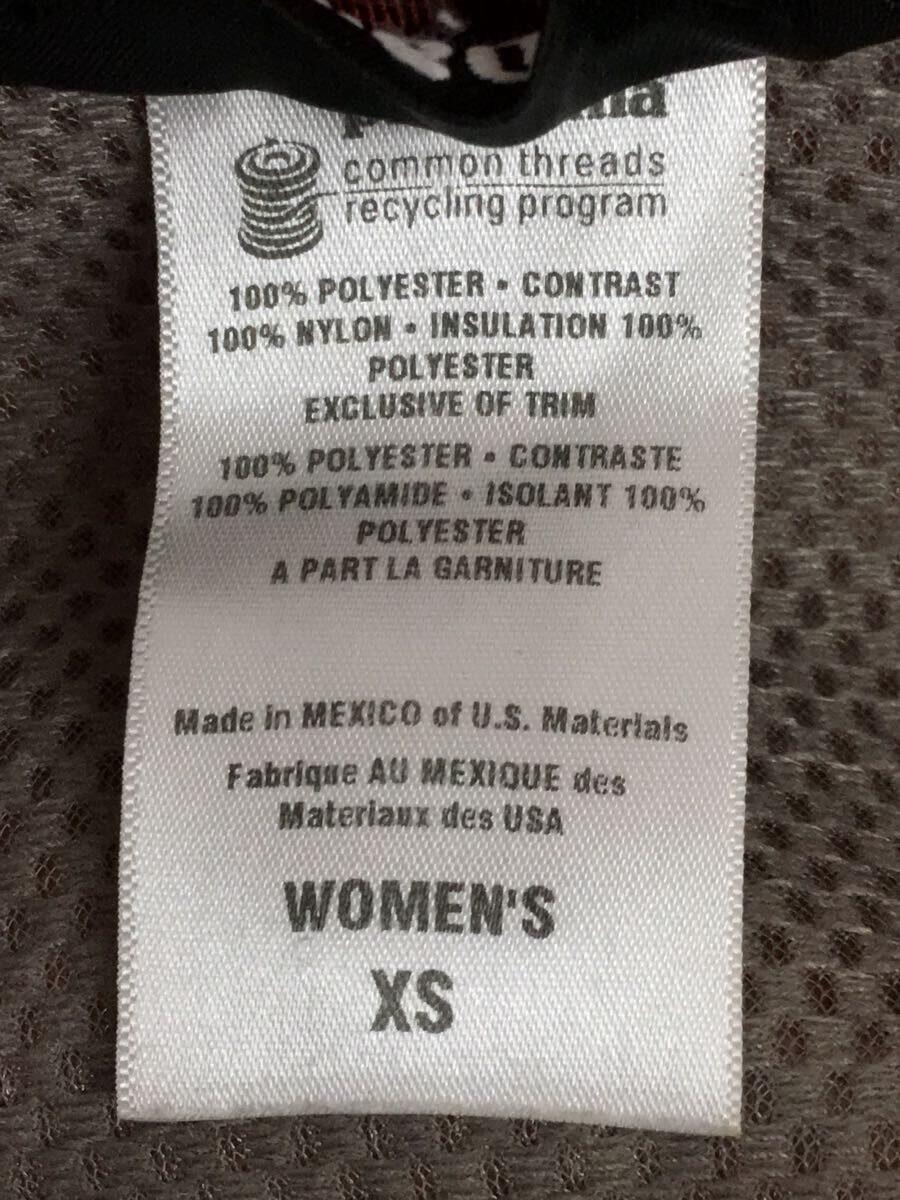 common threads
recycling program
100% POLYESTER • CONTRAST
100% NYLON • INSULATION 100%
POLYESTER
EXCLUSIVE OF TRIM
100% POLYESTER • CONTRASTE
100% POLYAMIDE • ISOLANT 100%
POLYESTER
A PART LA GARNITURE
Made in MEXICO of U.S. Materials
Fabrique AU MEXIQUE des
Materiaux des USA
WOMEN'S
XS